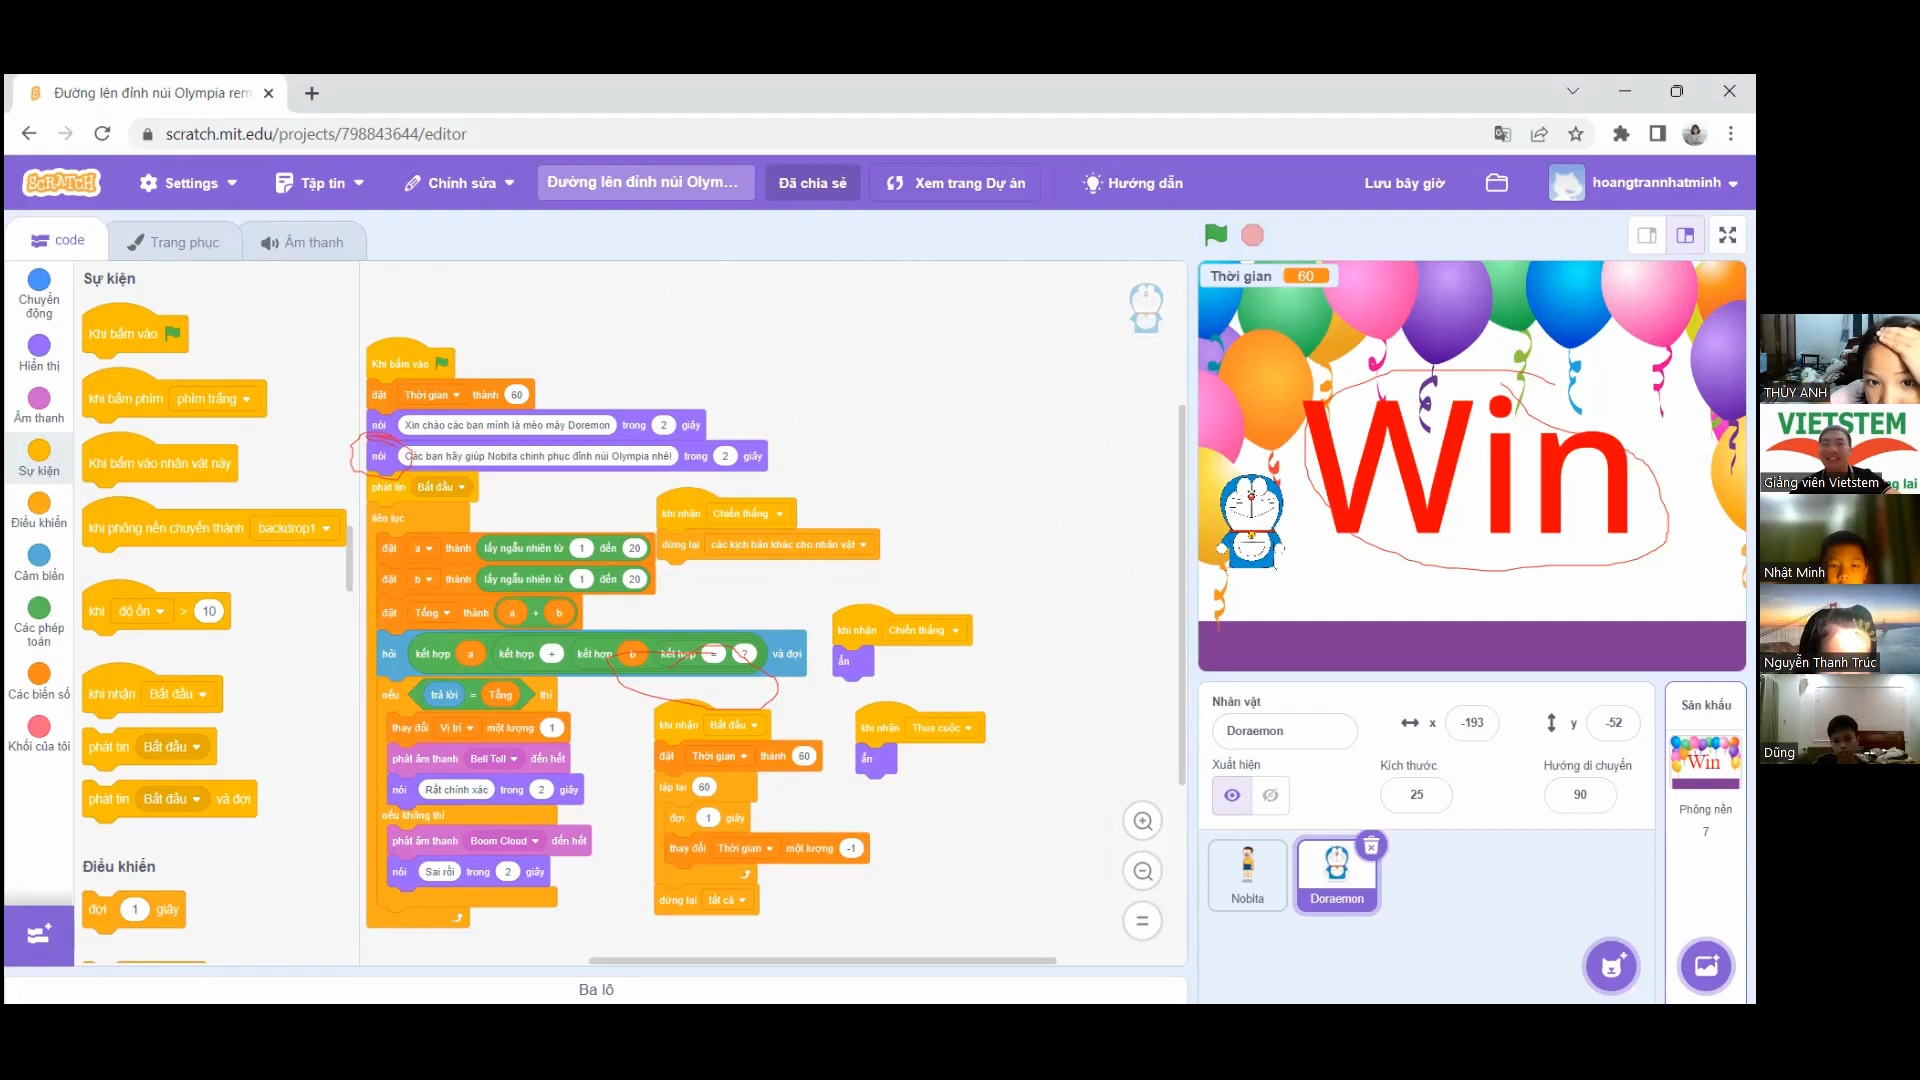 Đường lên đỉnh núi Olympia rem
scratch.mit.edu/projects/798843644/editor
SCRATCH
Settings
Tập tin
Chỉnh sửa
Đường lên đỉnh núi Olym...
Đã chia sẻ
Xem trang Dự án
Hướng dẫn
Lưu bây giờ
hoangtrannhatminh
code
Trang phục
Âm thanh
Chuyển động
Hiển thị
Âm thanh
Sự kiện
Điều khiển
Cảm biến
Các phép toán
Các biến số
Khối của tôi
Sự kiện
Khi bấm vào
khi bấm phím phím trắng
Khi bấm vào nhân vật này
khi phông nền chuyển thành backdrop1
khi độ ồn > 10
khi nhận Bắt đầu
phát tin Bắt đầu
phát tin Bắt đầu và đợi
Điều khiển
đợi 1 giây
Khi bấm vào
đặt Thời gian thành 60
nói Xin chào các bạn mình là mèo máy Doremon trong 2 giây
nói Các bạn hãy giúp Nobita chinh phục đỉnh núi Olympia nhé! trong 2 giây
phát tin Bắt đầu
liên tục
đặt a thành lấy ngẫu nhiên từ 1 đến 20
đặt b thành lấy ngẫu nhiên từ 1 đến 20
đặt Tổng thành a + b
hỏi kết hợp a kết hợp + kết hợp b kết hợp = ? và đợi
nếu trả lời = Tổng thì
thay đổi Vị trí một lượng 1
phát âm thanh Bell Toll đến hết
nói Rất chính xác trong 2 giây
nếu không thì
phát âm thanh Boom Cloud đến hết
nói Sai rồi trong 2 giây
khi nhận Chiến thắng
dừng lại các kịch bản khác cho nhân vật
khi nhận Chiến thắng
ẩn
khi nhận Bắt đầu
đặt Thời gian thành 60
lặp lại 60
đợi 1 giây
thay đổi Thời gian một lượng -1
dừng lại tất cả
khi nhận Thua cuộc
ẩn
Ba lô
Thời gian 60
Win
Nhân vật
Doraemon
x -193
y -52
Xuất hiện
Kích thước
25
Hướng di chuyển
90
Nobita
Doraemon
Sân khấu
Win
Phông nền
7
THÙY ANH
VIETSTEM
Giảng viên Vietstem
ng lai
Nhật Minh
Nguyễn Thanh Trúc
Dũng